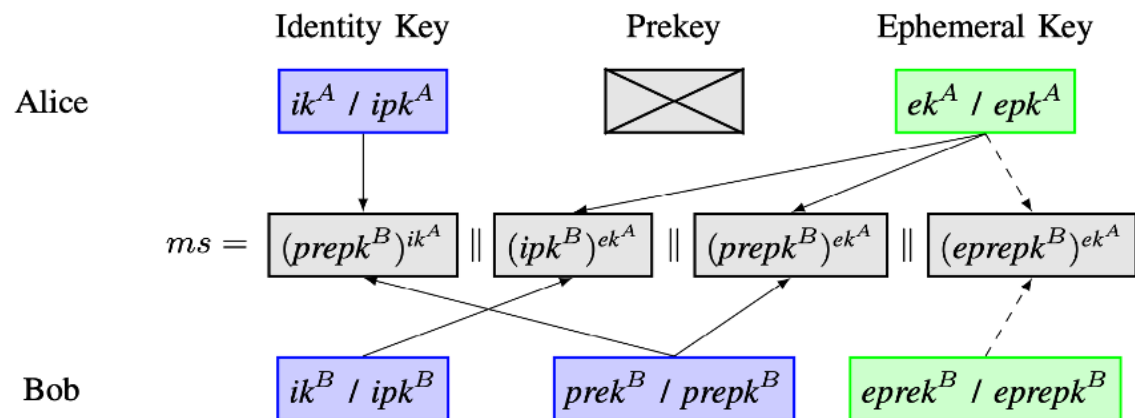 Identity Key Prekey Ephemeral Key
Alice ik^A / ipk^A ek^A / epk^A
ms = (prepk^B)^{ik^A} || (ipk^B)^{ek^A} || (prepk^B)^{ek^A} || (eprepk^B)^{ek^A}
Bob ik^B / ipk^B prek^B / prepk^B eprek^B / eprepk^B